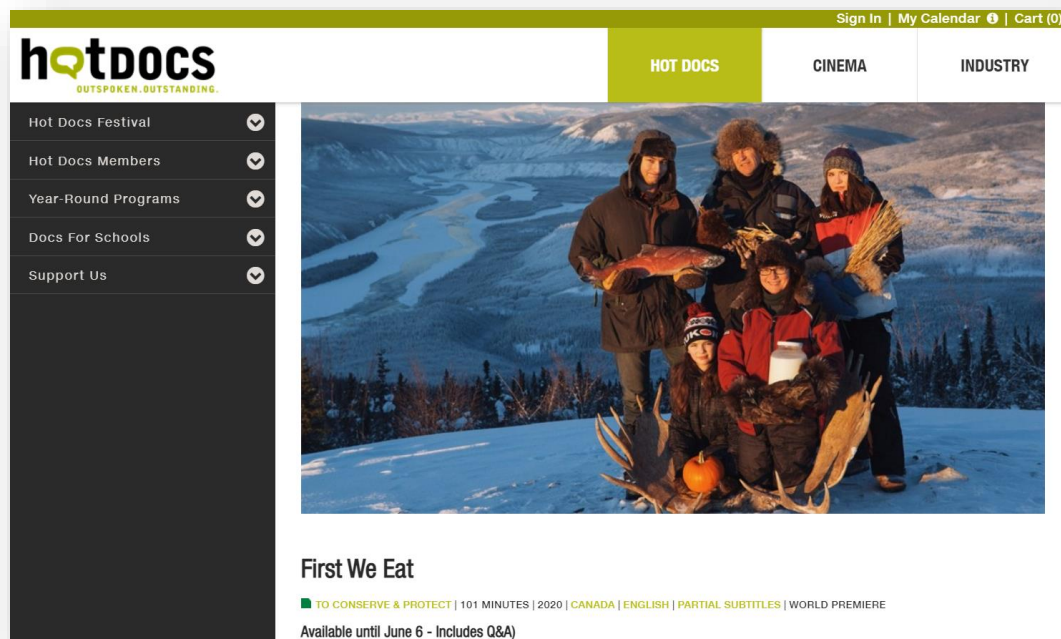 Sign In | My Calendar | Cart (0)
hotDOCS
OUTSPOKEN.OUTSTANDING.
HOT DOCS
CINEMA
INDUSTRY
Hot Docs Festival
Hot Docs Members
Year-Round Programs
Docs For Schools
Support Us
YUKON
First We Eat
TO CONSERVE & PROTECT | 101 MINUTES | 2020 | CANADA | ENGLISH | PARTIAL SUBTITLES | WORLD PREMIERE
Available until June 6 - Includes Q&A)